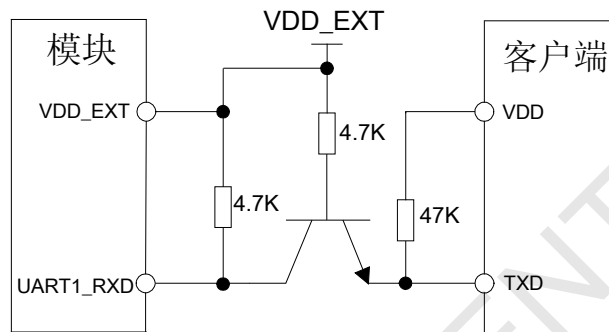 VDD_EXT
模块
客户端
VDD_EXT
VDD
4.7K
4.7K
47K
UART1_RXD
TXD